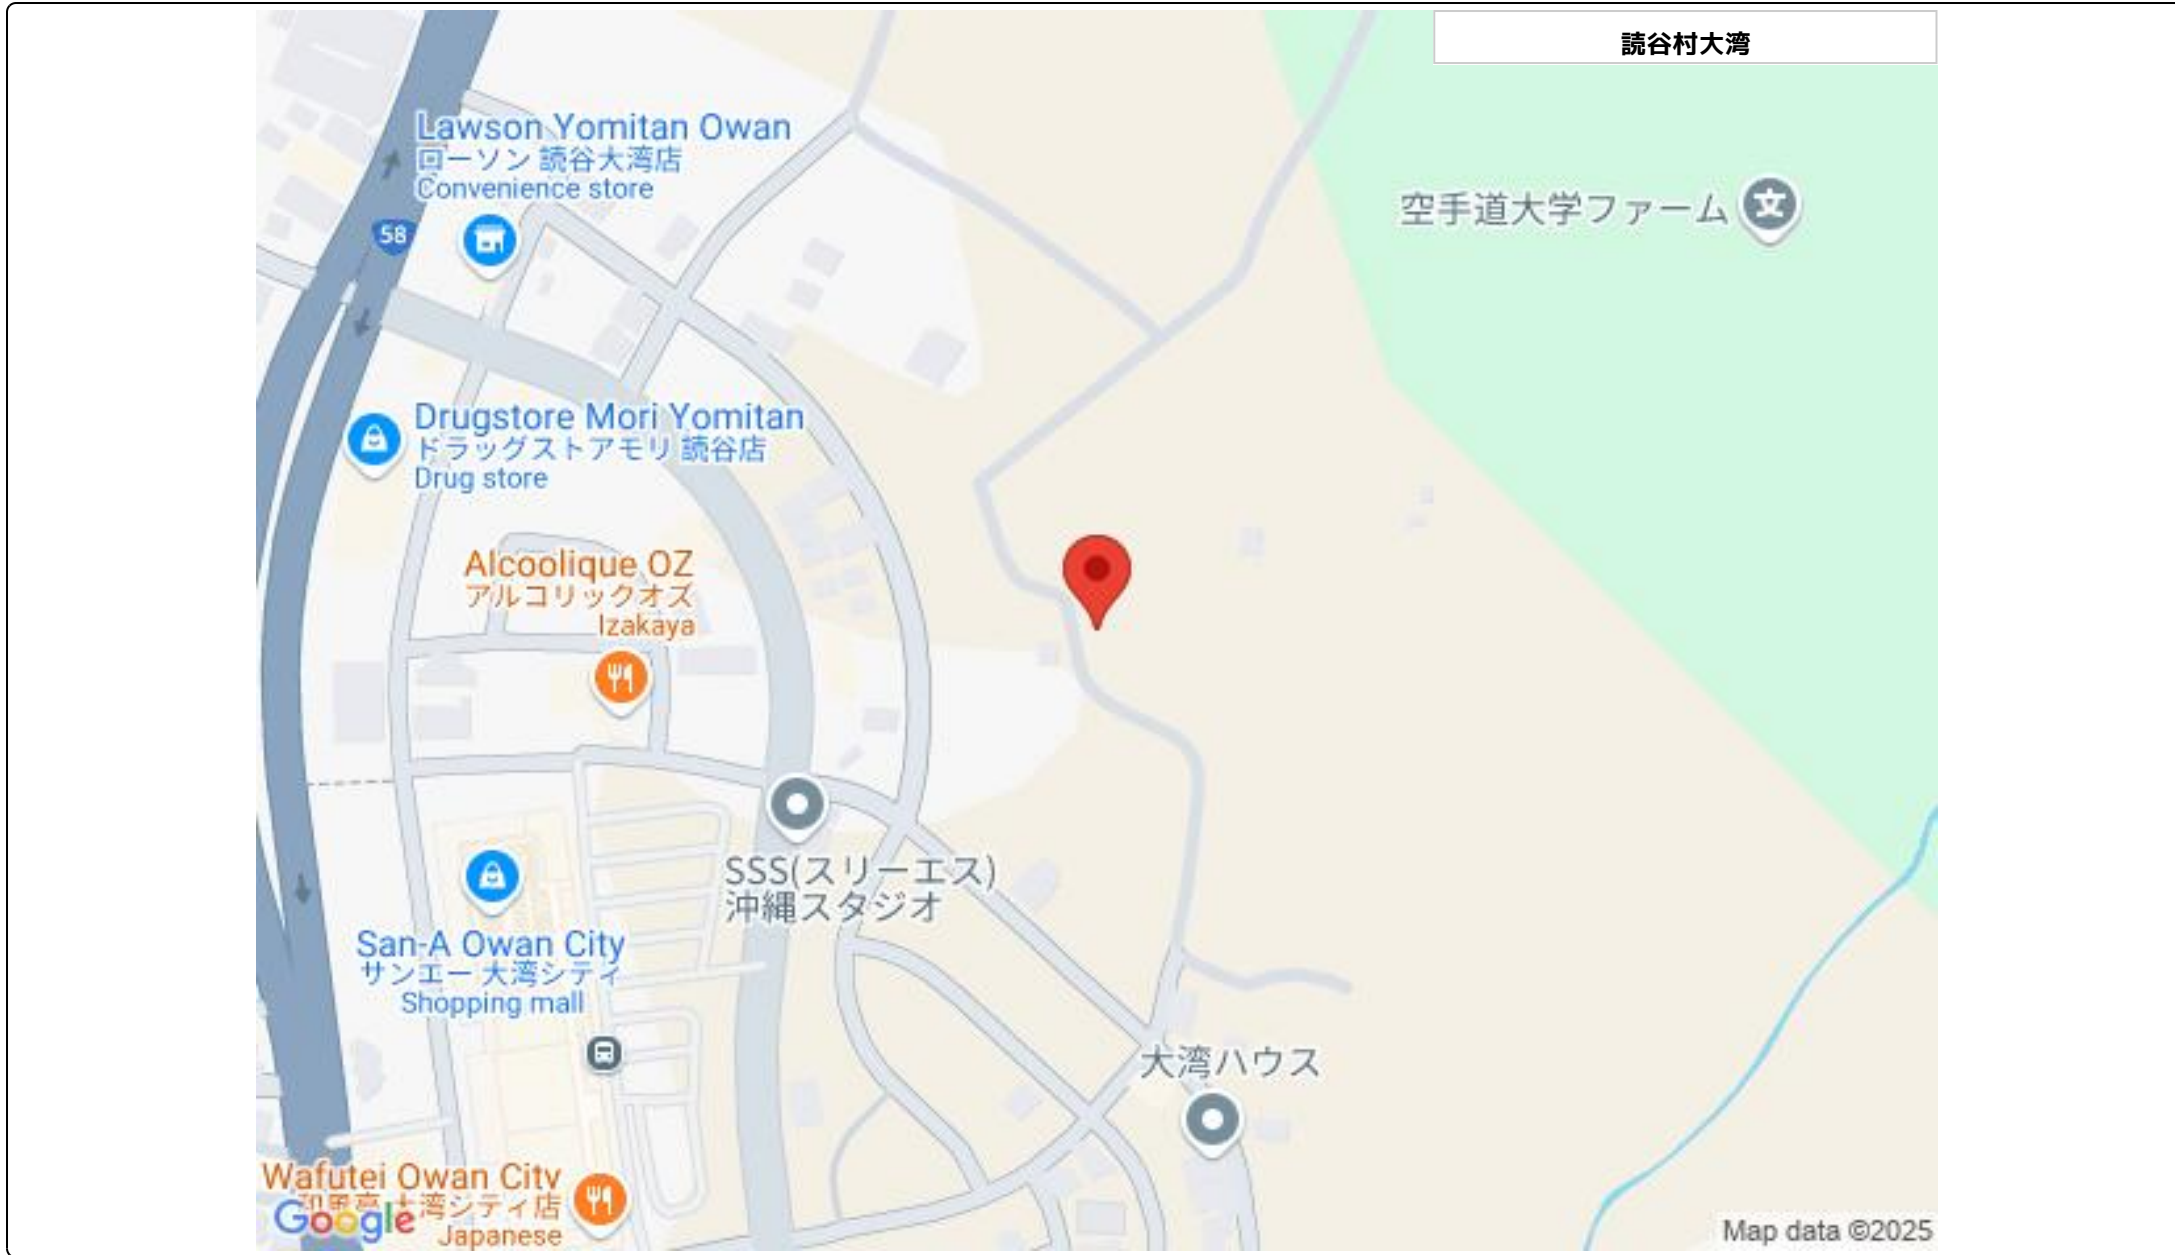 読谷村大湾
Lawson Yomitan Owan
ローソン 読谷大湾店
Convenience store
空手道大学ファーム
文
58
Drugstore Mori Yomitan
ドラッグストアモリ 読谷店
Drug store
Alcoolique OZ
アルコリックオズ
Izakaya
SSS(スリーエス)
沖縄スタジオ
San-A Owan City
サンエー 大湾シティ
Shopping mall
大湾ハウス
Wafutei Owan City
和風亭 大湾シティ店
Japanese
Google
Map data ©2025